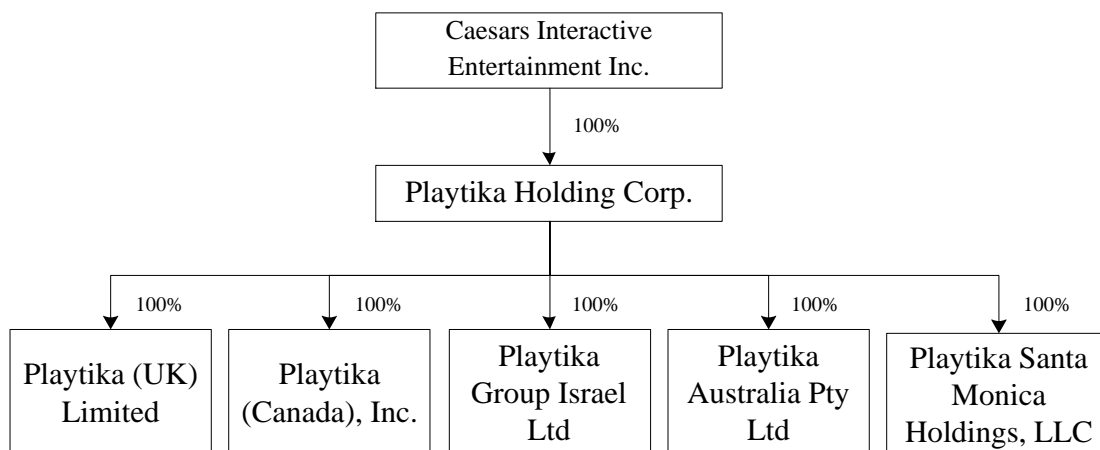 Caesars Interactive
Entertainment Inc.
100%
Playtika Holding Corp.
100%
100%
100%
100%
100%
Playtika (UK)
Limited
Playtika
(Canada), Inc.
Playtika
Group Israel
Ltd
Playtika
Australia Pty
Ltd
Playtika Santa
Monica
Holdings, LLC